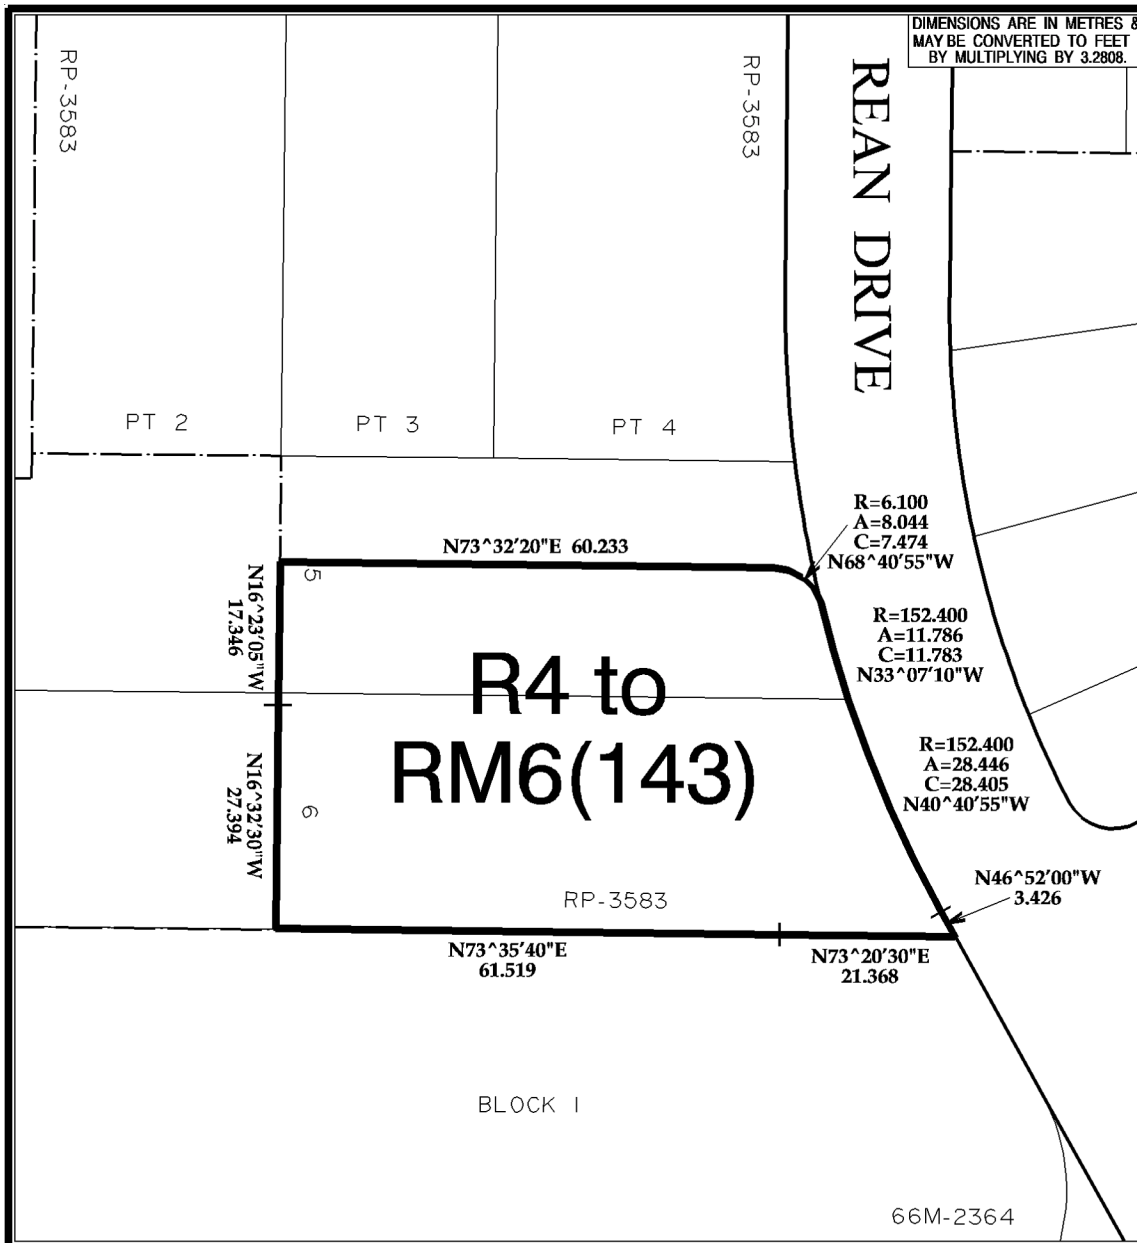 DIMENSIONS ARE IN METRES &
MAY BE CONVERTED TO FEET
BY MULTIPLYING BY 3.2808.
RP-3583
RP-3583
REAN DRIVE
PT 2
PT 3
PT 4
R=6.100
A=8.044
C=7.474
N68^40'55"W
N73^32'20"E 60.233
5
N16^23'05"W
17.346
R=152.400
A=11.786
C=11.783
N33^07'10"W
R4 to
RM6(143)
R=152.400
A=28.446
C=28.405
N40^40'55"W
N16^32'30"W
27.394
6
RP-3583
N46^52'00"W
3.426
N73^35'40"E
61.519
N73^20'30"E
21.368
BLOCK 1
66M-2364